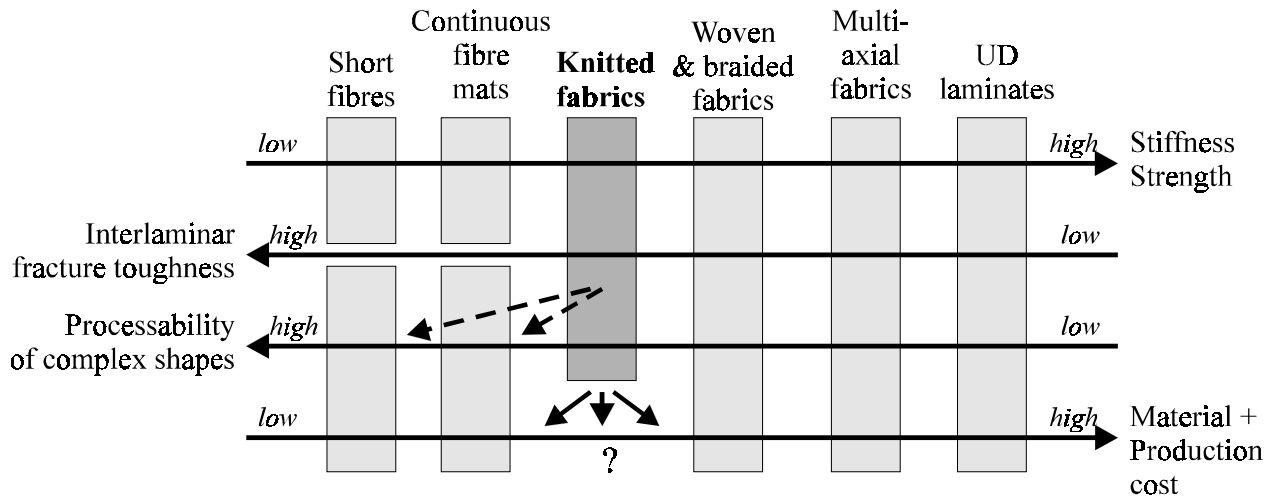 Short
fibres
Continuous
fibre
mats
Knitted
fabrics
Woven
& braided
fabrics
Multi-
axial
fabrics
UD
laminates
low
high
Stiffness
Strength
Interlaminar
fracture toughness
high
low
Processability
of complex shapes
high
low
low
high
Material +
Production
cost
?